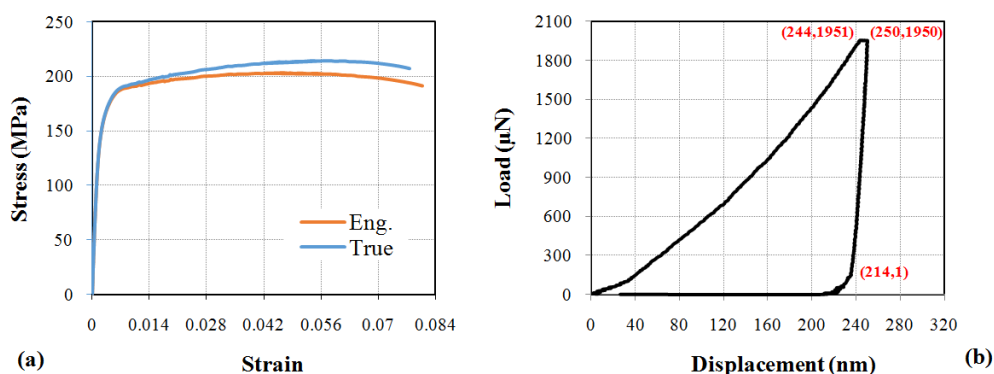 250
200
150
100
50
0
Stress (MPa)
0 0.014 0.028 0.042 0.056 0.07 0.084
Strain
Eng.
True
(a)
2100
1800
1500
1200
900
600
300
0
Load (µN)
(244,1951) (250,1950)
(214,1)
0 40 80 120 160 200 240 280 320
Displacement (nm)
(b)